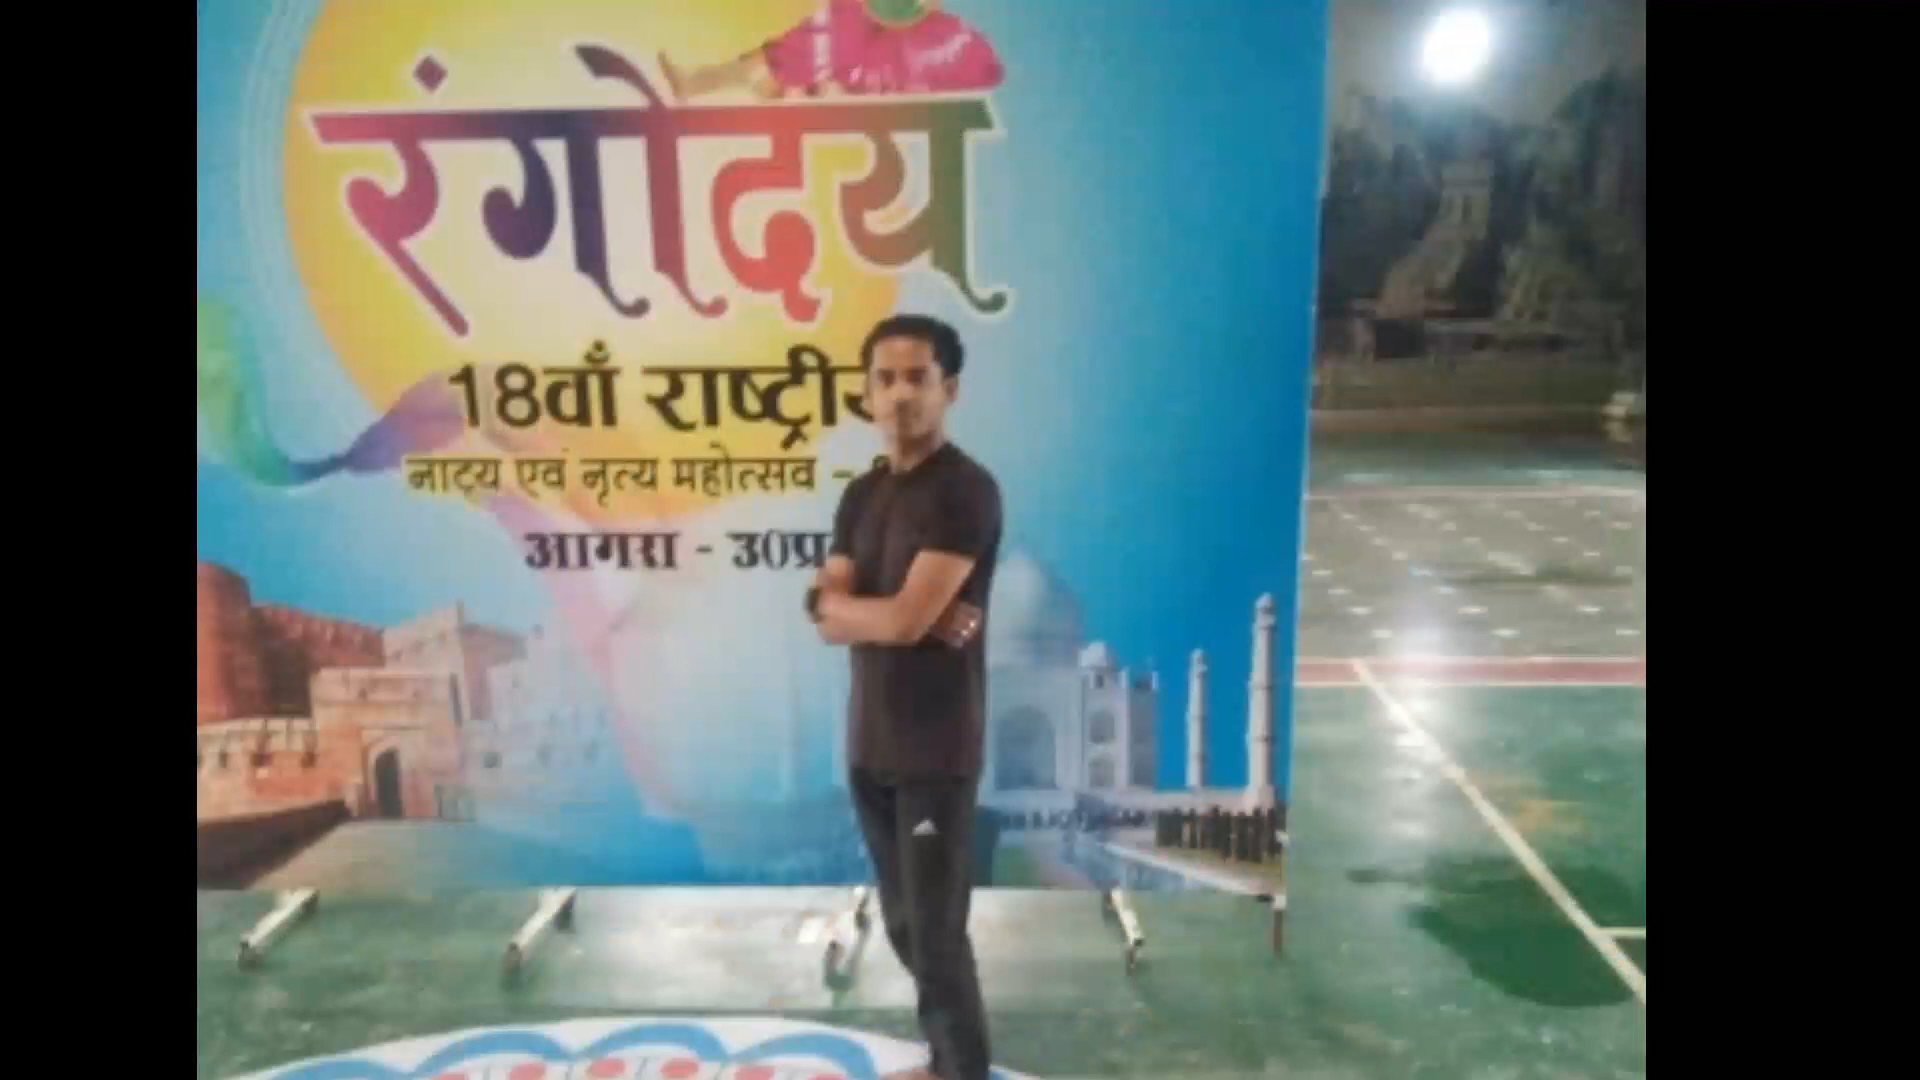 रंगोदय
18वाँ राष्ट्रीय
नाट्य एवं नृत्य महोत्सव -
आगरा - उ0प्र